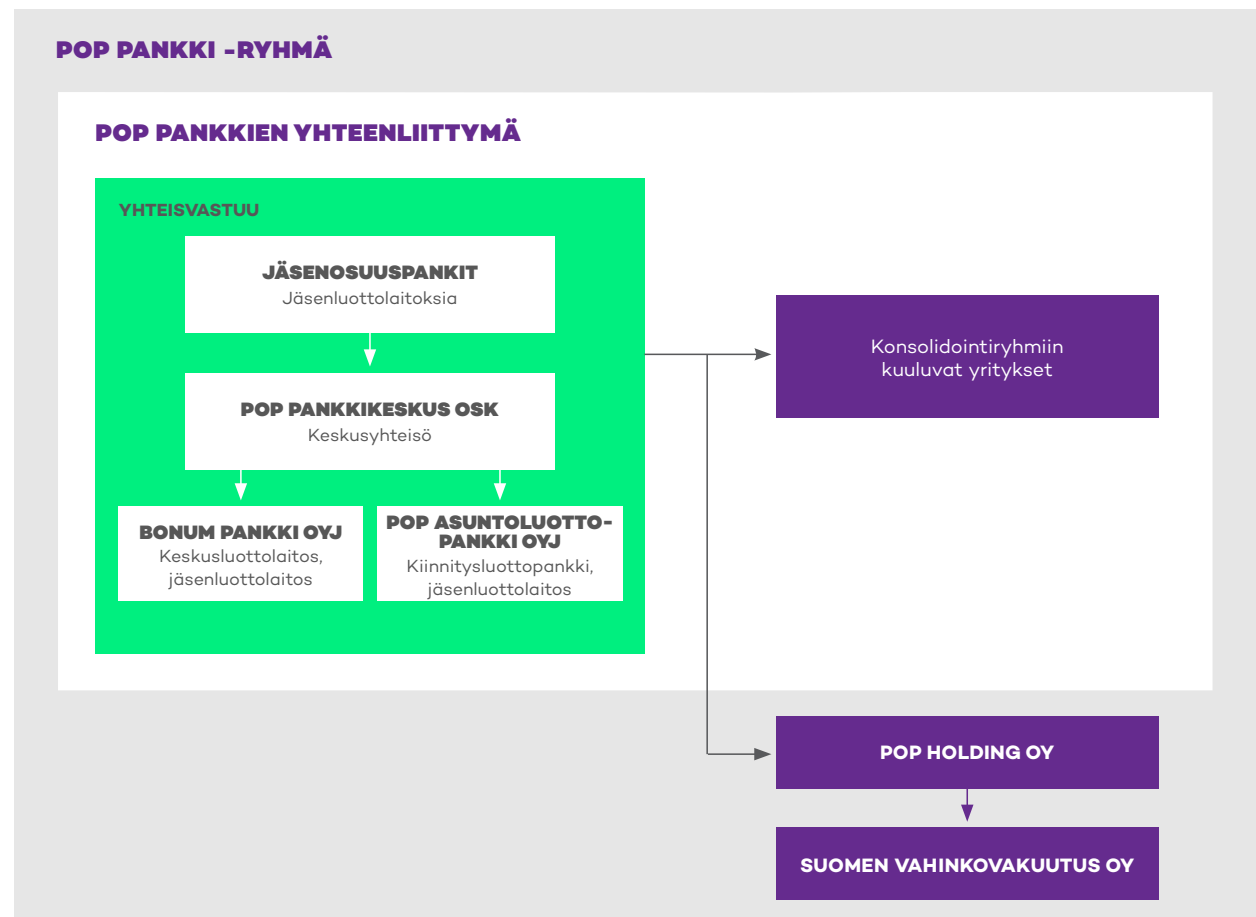 POP PANKKI -RYHMÄ
POP PANKKIEN YHTEENLIITTYMÄ
YHTEISVASTUU
JÄSENOSUUSPANKIT
Jäsenluottolaitoksia
POP PANKKIKESKUS OSK
Keskusyhteisö
BONUM PANKKI OYJ
Keskusluottolaitos,
jäsenluottolaitos
POP ASUNTOLUOTTO-
PANKKI OYJ
Kiinnitysluottopankki,
jäsenluottolaitos
Konsolidointiryhmiin
kuuluvat yritykset
POP HOLDING OY
SUOMEN VAHINKOVAKUUTUS OY